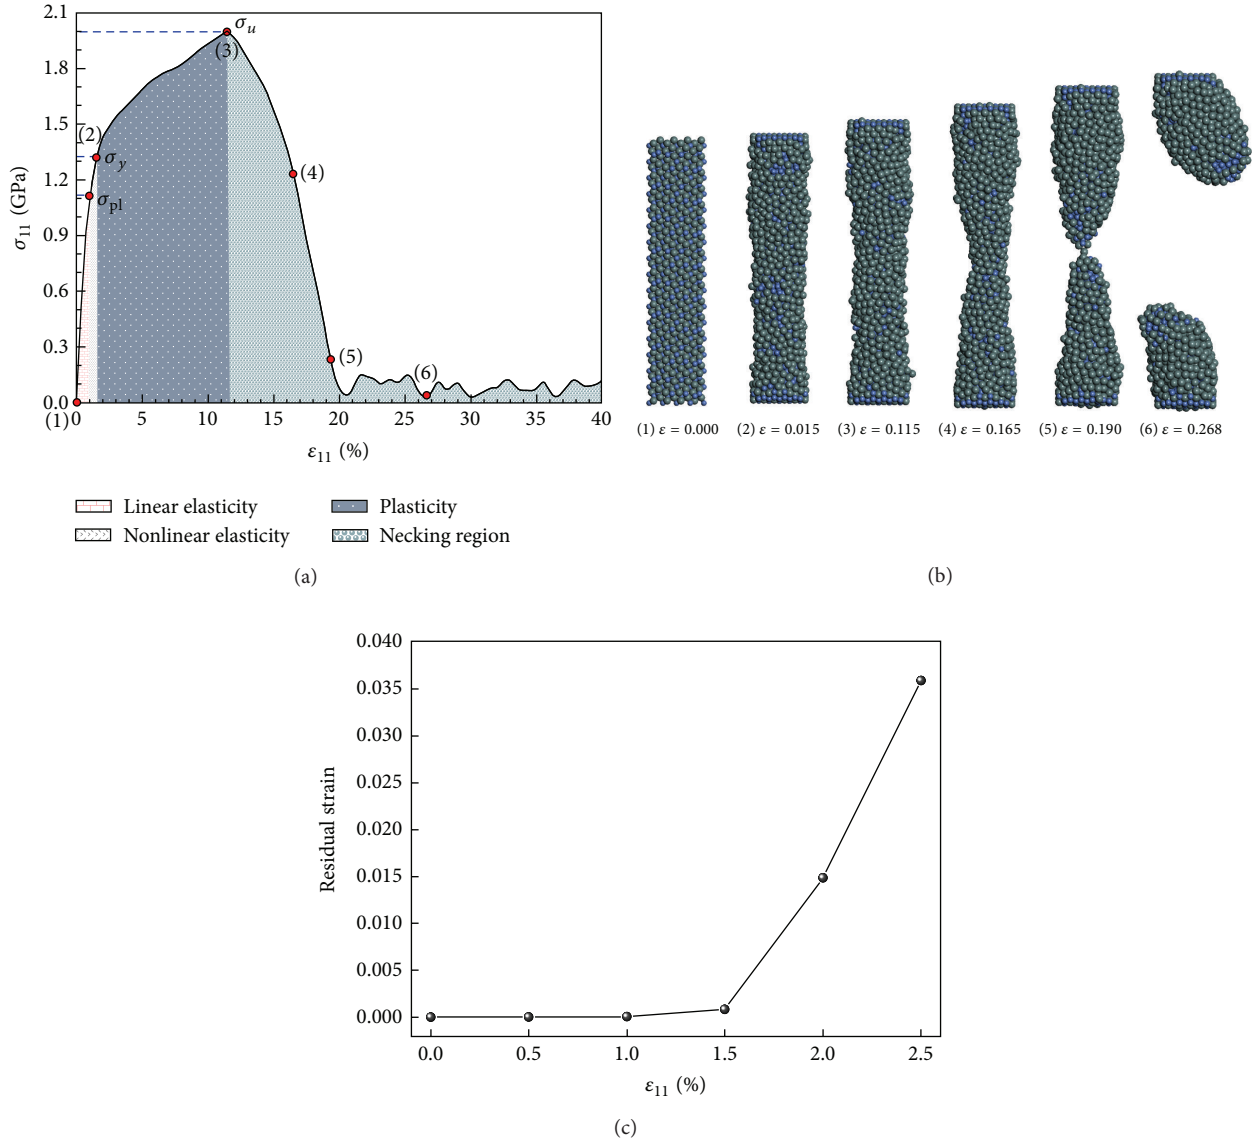 2.1
1.8
1.5
1.2
0.9
0.6
0.3
0.0
σ11 (GPa)
σu
(3)
(2)
σy
σpl
(4)
(5)
(6)
(1)
0 5 10 15 20 25 30 35 40
ε11 (%)
Linear elasticity
Nonlinear elasticity
Plasticity
Necking region
(a)
(1) ε = 0.000 (2) ε = 0.015 (3) ε = 0.115 (4) ε = 0.165 (5) ε = 0.190 (6) ε = 0.268
(b)
0.040
0.035
0.030
0.025
0.020
0.015
0.010
0.005
0.000
Residual strain
0.0 0.5 1.0 1.5 2.0 2.5
ε11 (%)
(c)